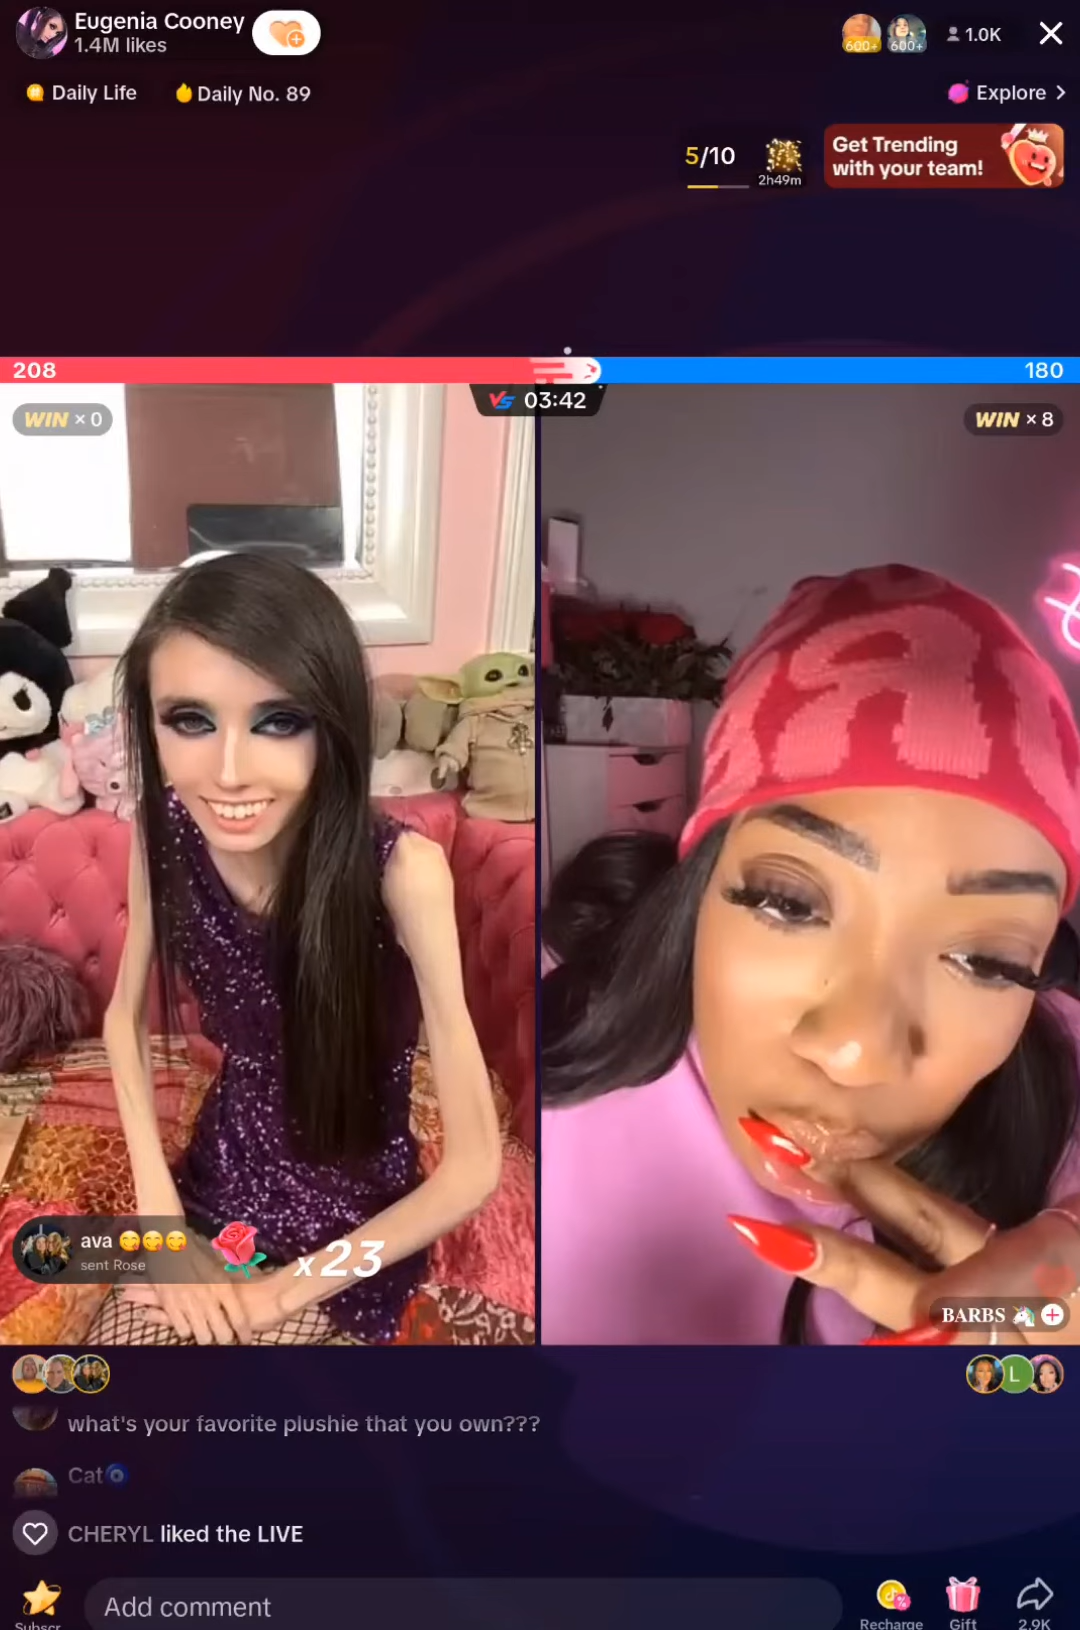 Eugenia Cooney
1.4M likes
600+ 600+
1.0K
Daily Life
Daily No. 89
Explore
5/10
2h49m
Get Trending
with your team!
208
180
WIN × 0
VS 03:42
WIN × 8
ava 😋😋😋
sent Rose
x23
BARBS 🦄
L
what's your favorite plushie that you own???
Cat🧿
CHERYL liked the LIVE
Subscr
Add comment
Recharge
Gift
2.9K